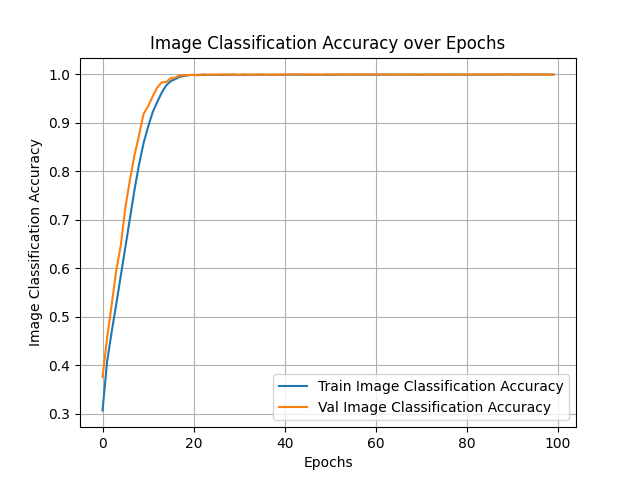 Image Classification Accuracy over Epochs
Image Classification Accuracy
1.0
0.9
0.8
0.7
0.6
0.5
0.4
0.3
Train Image Classification Accuracy
Val Image Classification Accuracy
0 20 40 60 80 100
Epochs